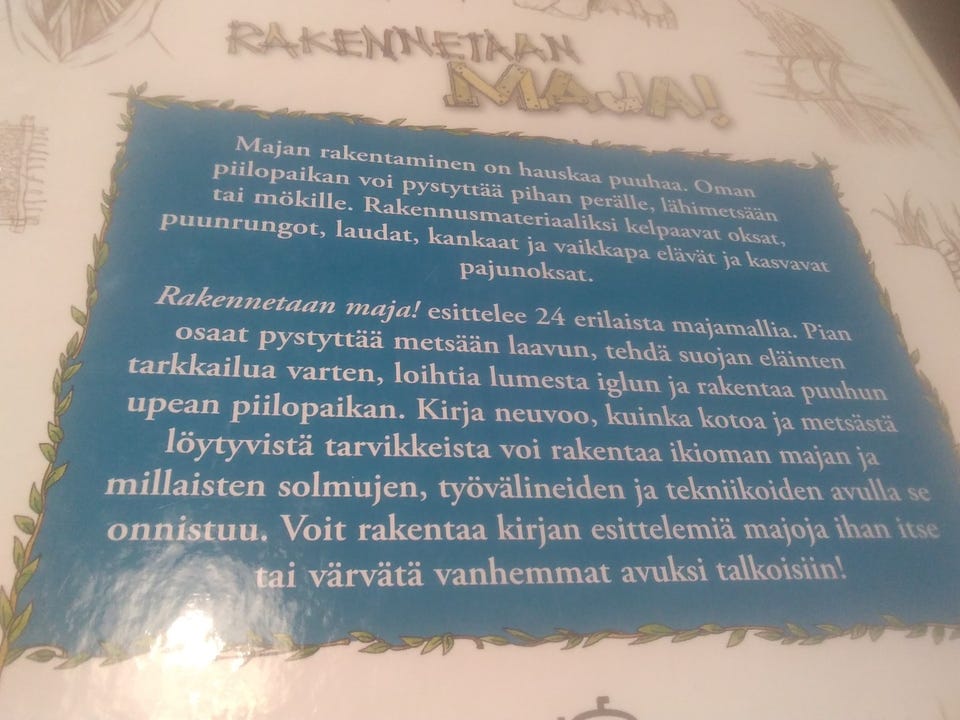 RAKENNETAAN
MAJA!
Majan rakentaminen on hauskaa puuhaa. Oman
piilopaikan voi pystyttää pihan perälle, lähimetsään
tai mökille. Rakennusmateriaaliksi kelpaavat oksat,
puunrungot, laudat, kankaat ja vaikkapa elävät ja kasvavat
pajunoksat.
Rakennetaan maja! esittelee 24 erilaista majamallia. Pian
osaat pystyttää metsään laavun, tehdä suojan eläinten
tarkkailua varten, loihtia lumesta iglun ja rakentaa puuhun
upean piilopaikan. Kirja neuvoo, kuinka kotoa ja metsästä
löytyvistä tarvikkeista voi rakentaa ikioman majan ja
millaisten solmujen, työvälineiden ja tekniikoiden avulla se
onnistuu. Voit rakentaa kirjan esittelemiä majoja ihan itse
tai värvätä vanhemmat avuksi talkoisiin!